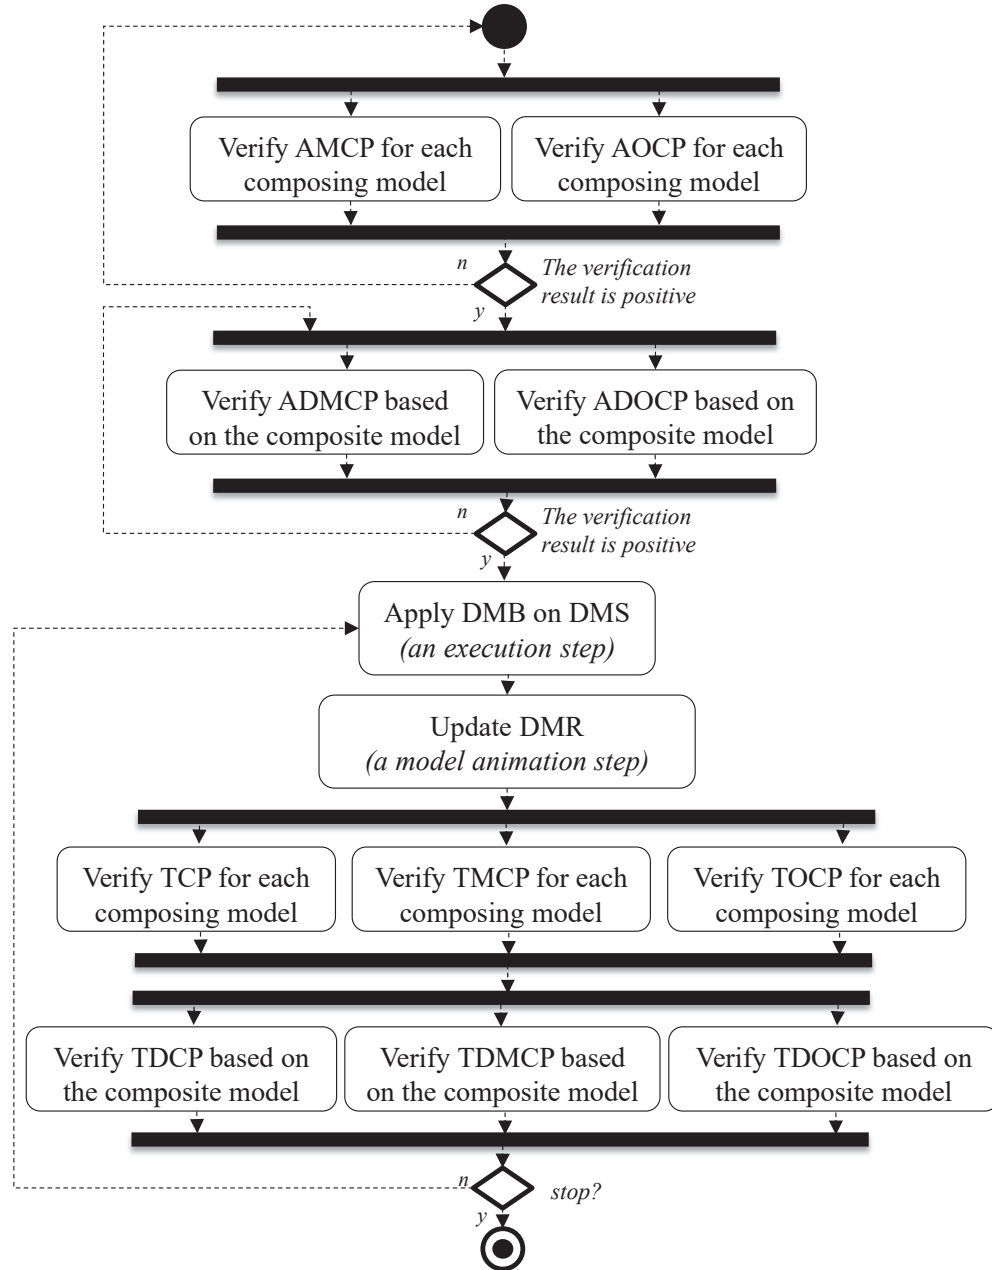 Verify AMCP for each
composing model
Verify AOCP for each
composing model
n
The verification
result is positive
y
Verify ADMCP based
on the composite model
Verify ADOCP based on
the composite model
n
The verification
result is positive
y
Apply DMB on DMS
(an execution step)
Update DMR
(a model animation step)
Verify TCP for each
composing model
Verify TMCP for each
composing model
Verify TOCP for each
composing model
Verify TDCP based on
the composite model
Verify TDMCP based
on the composite model
Verify TDOCP based on
the composite model
n
stop?
y